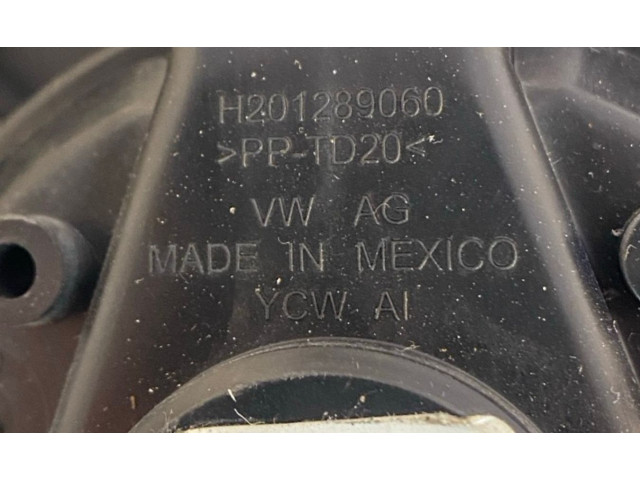 H201289060
>PP-TD20<
VW AG
MADE IN MEXICO
YCW AI